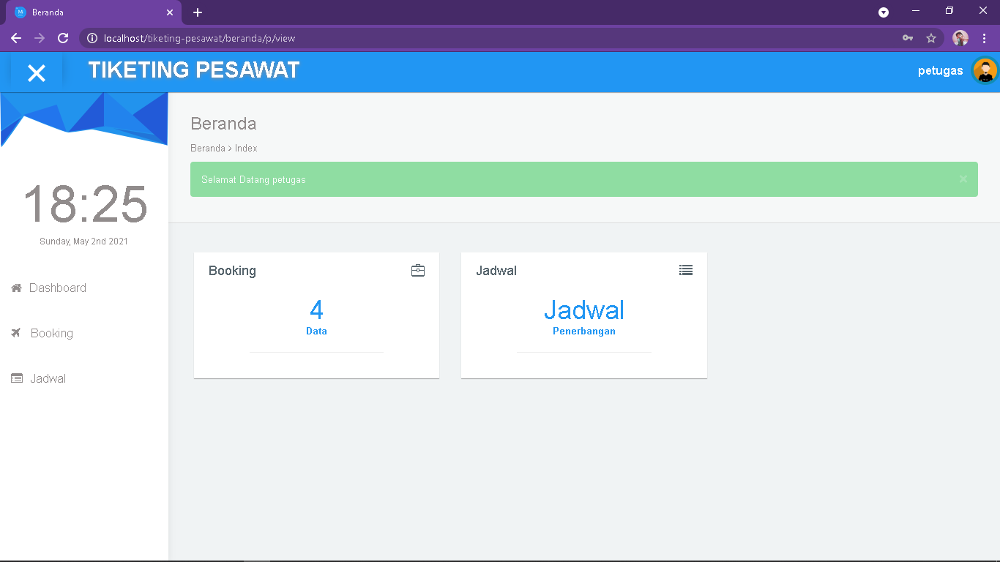 Beranda
localhost/tiketing-pesawat/beranda/p/view
TIKETING PESAWAT
petugas
18:25
Sunday, May 2nd 2021
Dashboard
Booking
Jadwal
Beranda
Beranda > Index
Selamat Datang petugas
×
Booking
4
Data
Jadwal
Jadwal
Penerbangan